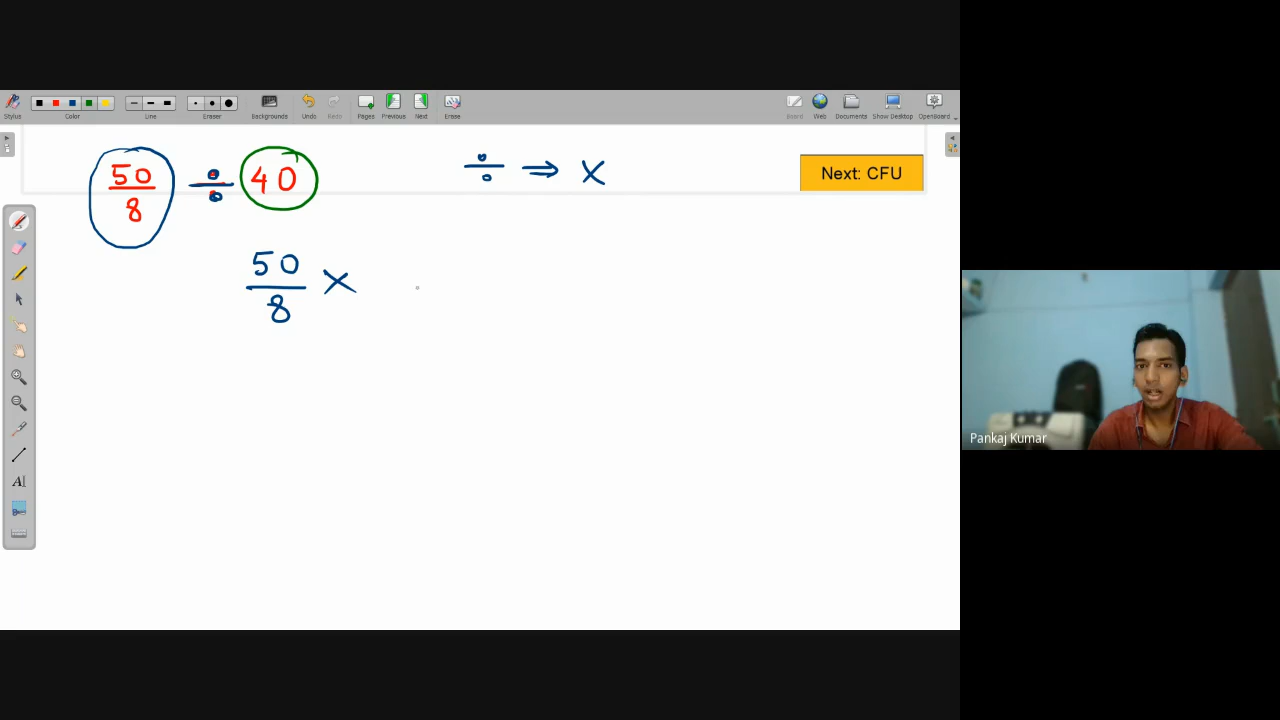 Stylus Color Line Eraser Backgrounds Undo Redo Pages Previous Next Erase Board Web Documents Show Desktop OpenBoard
50/8 ÷ 40
÷ ⇒ X
Next: CFU
50/8 X
Pankaj Kumar